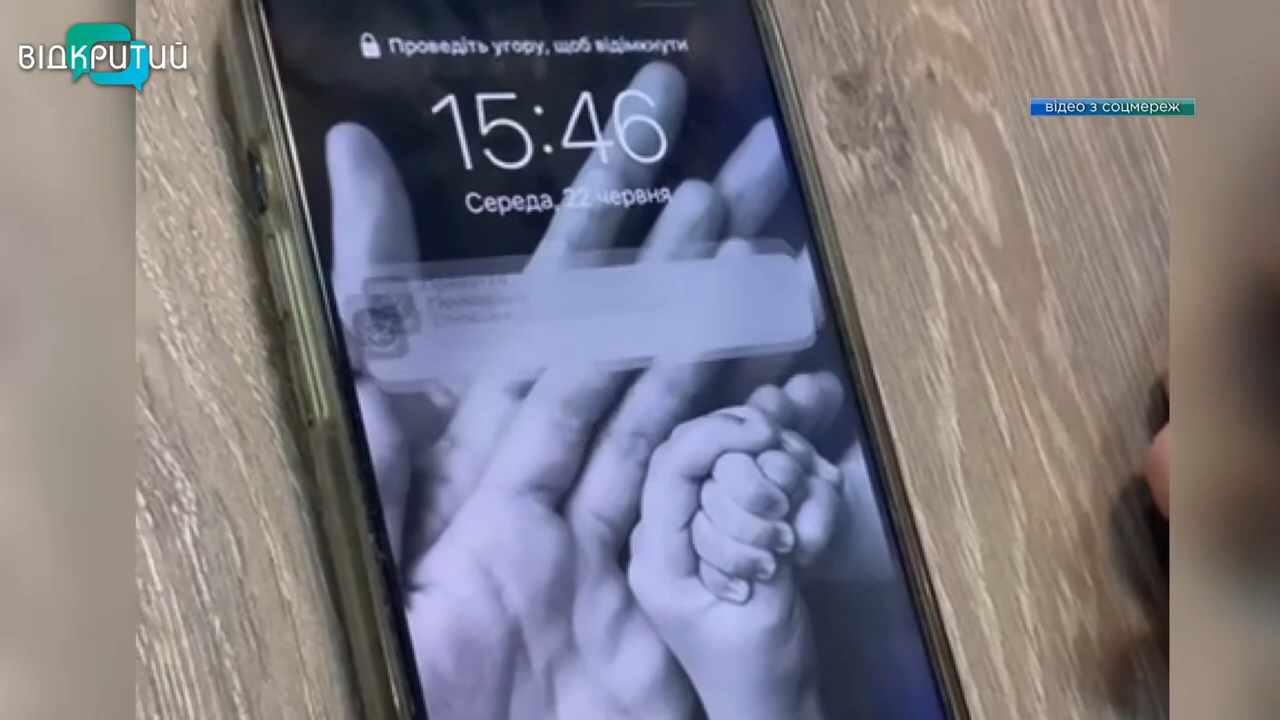 ВІДКРИТИЙ
Проведіть угору, щоб відімкнути
відео з соцмереж
15:46
Середа, 22 червня